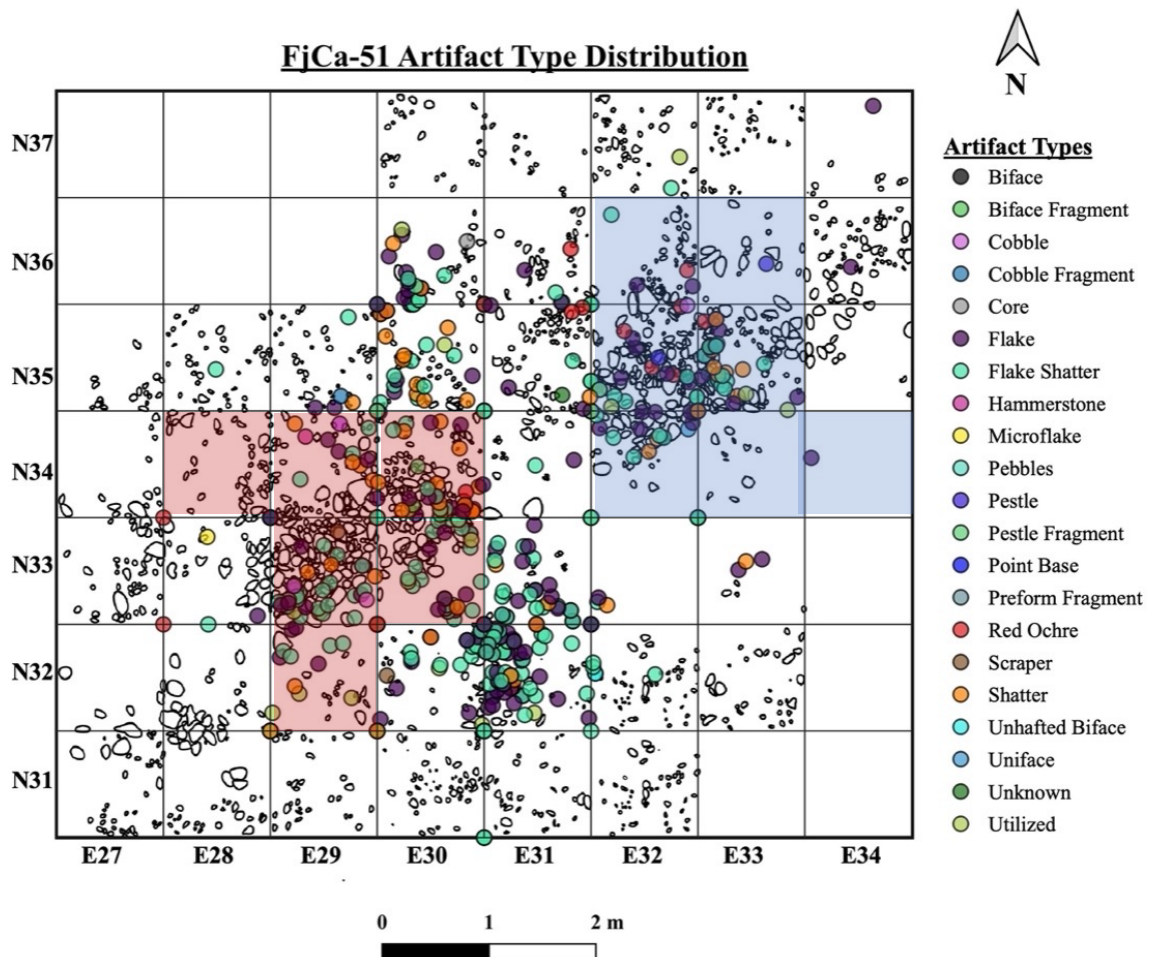 FjCa-51 Artifact Type Distribution
N
N37
N36
N35
N34
N33
N32
N31
E27 E28 E29 E30 E31 E32 E33 E34
Artifact Types
Biface
Biface Fragment
Cobble
Cobble Fragment
Core
Flake
Flake Shatter
Hammerstone
Microflake
Pebbles
Pestle
Pestle Fragment
Point Base
Preform Fragment
Red Ochre
Scraper
Shatter
Unhafted Biface
Uniface
Unknown
Utilized
0 1 2 m